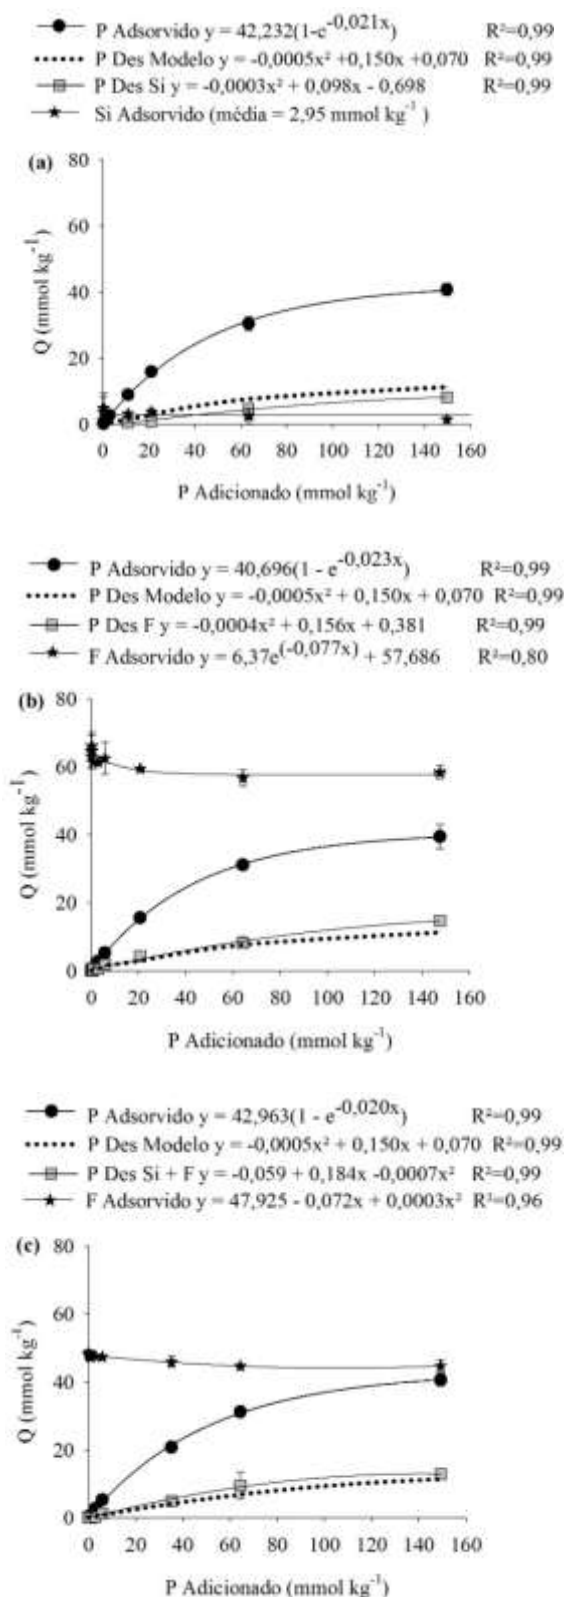 P Adsorvido y = 42,232(1-e^-0,021x) R²=0,99
P Des Modelo y = -0,0005x² +0,150x +0,070 R²=0,99
P Des Si y = -0,0003x² + 0,098x - 0,698 R²=0,99
Si Adsorvido (média = 2,95 mmol kg⁻¹ )
(a)
80
60
40
20
0
Q (mmol kg⁻¹)
0 20 40 60 80 100 120 140 160
P Adicionado (mmol kg⁻¹)
P Adsorvido y = 40,696(1 - e^-0,023x) R²=0,99
P Des Modelo y = -0,0005x² + 0,150x + 0,070 R²=0,99
P Des F y = -0,0004x² + 0,156x + 0,381 R²=0,99
F Adsorvido y = 6,37e^(-0,077x) + 57,686 R²=0,80
(b)
80
60
40
20
0
Q (mmol kg⁻¹)
0 20 40 60 80 100 120 140 160
P Adicionado (mmol kg⁻¹)
P Adsorvido y = 42,963(1 - e^-0,020x) R²=0,99
P Des Modelo y = -0,0005x² + 0,150x + 0,070 R²=0,99
P Des Si + F y = -0,059 + 0,184x -0,0007x² R²=0,99
F Adsorvido y = 47,925 - 0,072x + 0,0003x² R²=0,96
(c)
80
60
40
20
0
Q (mmol kg⁻¹)
0 20 40 60 80 100 120 140 160
P Adicionado (mmol kg⁻¹)